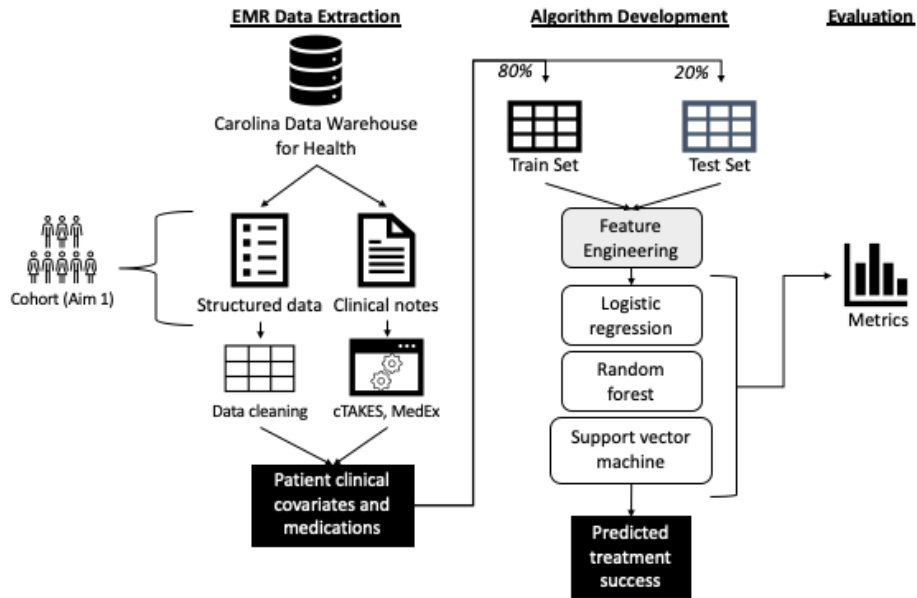 EMR Data Extraction
Carolina Data Warehouse
for Health
Cohort (Aim 1)
Structured data
Clinical notes
Data cleaning
cTAKES, MedEx
Patient clinical
covariates and
medications
Algorithm Development
80%
20%
Train Set
Test Set
Feature
Engineering
Logistic
regression
Random
forest
Support vector
machine
Predicted
treatment
success
Evaluation
Metrics